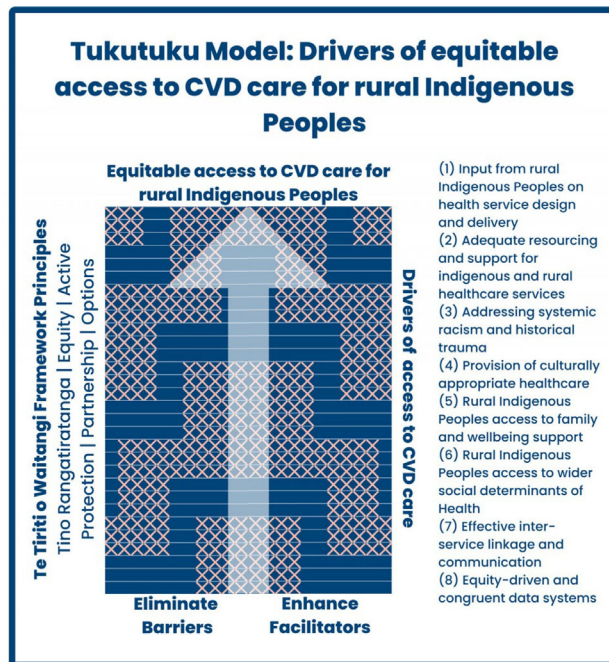 Tukutuku Model: Drivers of equitable
access to CVD care for rural Indigenous
Peoples
Equitable access to CVD care for
rural Indigenous Peoples
Te Tiriti o Waitangi Framework Principles
Tino Rangatiratanga | Equity | Active
Protection | Partnership | Options
Drivers of access to CVD care
Eliminate
Barriers
Enhance
Facilitators
(1) Input from rural
Indigenous Peoples on
health service design
and delivery
(2) Adequate resourcing
and support for
indigenous and rural
healthcare services
(3) Addressing systemic
racism and historical
trauma
(4) Provision of culturally
appropriate healthcare
(5) Rural Indigenous
Peoples access to family
and wellbeing support
(6) Rural Indigenous
Peoples access to wider
social determinants of
Health
(7) Effective inter-
service linkage and
communication
(8) Equity-driven and
congruent data systems